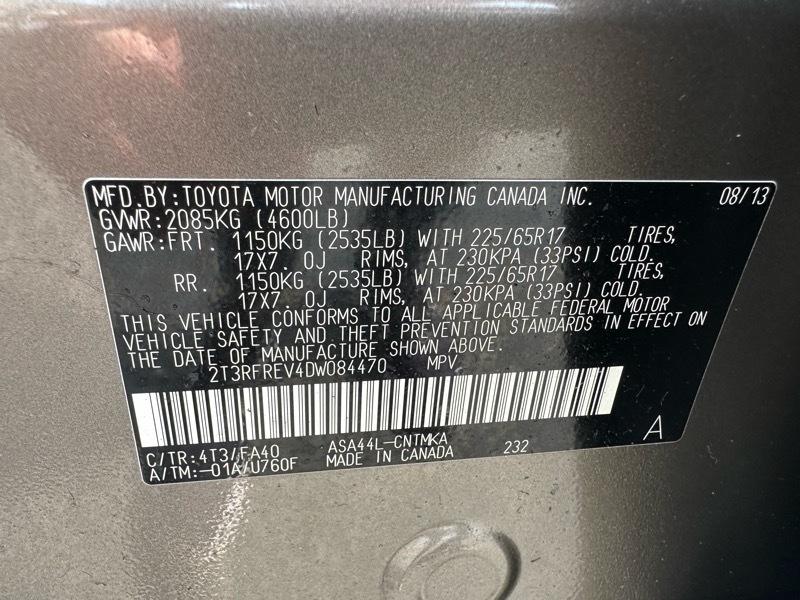 MFD.BY:TOYOTA MOTOR MANUFACTURING CANADA INC. 08/13
GVWR:2085KG (4600LB)
GAWR:FRT. 1150KG (2535LB) WITH 225/65R17 TIRES,
17X7.0J RIMS, AT 230KPA (33PSI) COLD.
RR. 1150KG (2535LB) WITH 225/65R17 TIRES,
17X7.0J RIMS, AT 230KPA (33PSI) COLD.
THIS VEHICLE CONFORMS TO ALL APPLICABLE FEDERAL MOTOR
VEHICLE SAFETY AND THEFT PREVENTION STANDARDS IN EFFECT ON
THE DATE OF MANUFACTURE SHOWN ABOVE.
2T3RFREV4DW084470 MPV
C/TR:4T3/FA40 ASA44L-CNTMKA 232 A
A/TM:-01A/U760F MADE IN CANADA